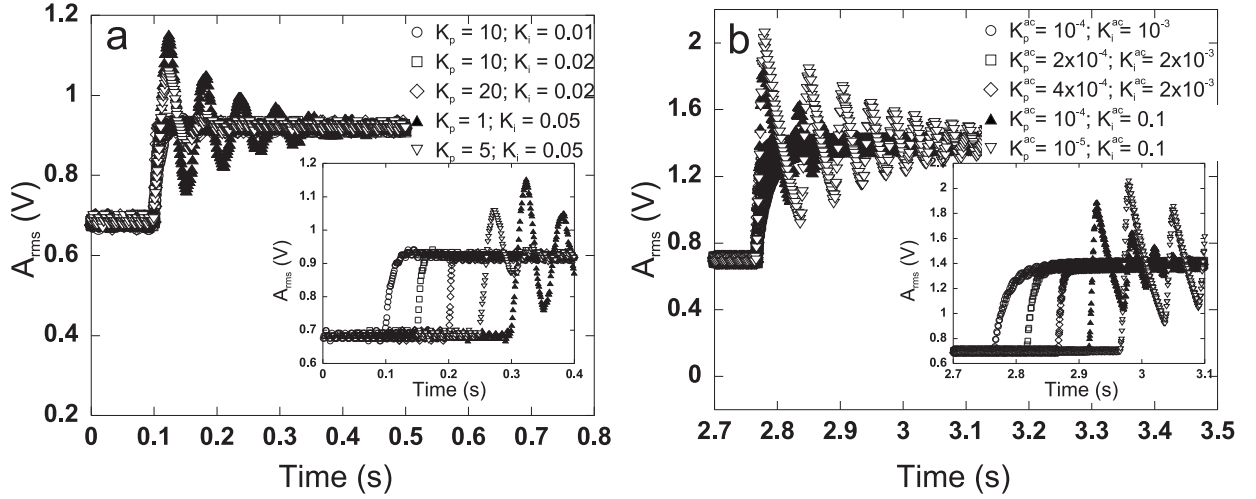 a
K_p = 10; K_i = 0.01
K_p = 10; K_i = 0.02
K_p = 20; K_i = 0.02
K_p = 1; K_i = 0.05
K_p = 5; K_i = 0.05
1.2
1
0.8
0.6
0.4
0.2
A_rms (V)
0 0.1 0.2 0.3 0.4 0.5 0.6 0.7 0.8
Time (s)
1.2
1.1
1.0
0.9
0.8
0.7
0.6
A_rms (V)
0 0.1 0.2 0.3 0.4
Time (s)
b
K_p^ac = 10^-4; K_i^ac = 10^-3
K_p^ac = 2x10^-4; K_i^ac = 2x10^-3
K_p^ac = 4x10^-4; K_i^ac = 2x10^-3
K_p^ac = 10^-4; K_i^ac = 0.1
K_p^ac = 10^-5; K_i^ac = 0.1
2
1.6
1.2
0.8
0.4
0
A_rms (V)
2.7 2.8 2.9 3 3.1 3.2 3.3 3.4 3.5
Time (s)
2.2
2
1.8
1.6
1.4
1.2
1.0
0.8
0.6
A_rms (V)
2.7 2.8 2.9 3 3.1
Time (s)